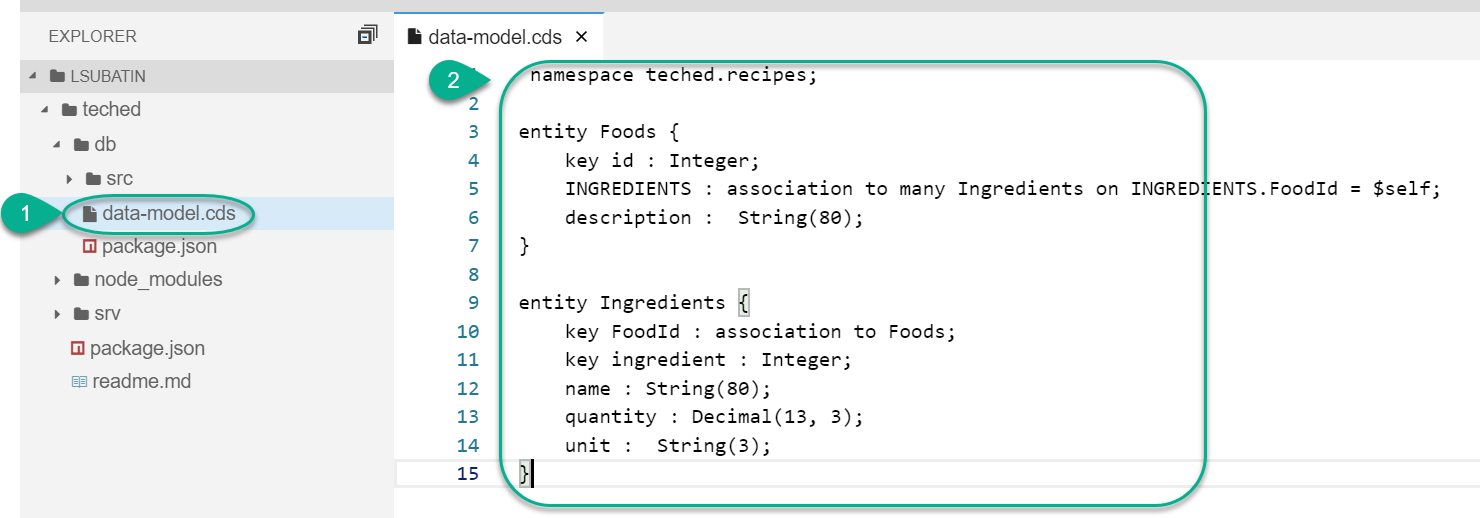 EXPLORER
data-model.cds ×
LSUBATIN
teched
db
src
1
data-model.cds
package.json
node_modules
srv
package.json
readme.md
2
namespace teched.recipes;
2
3 entity Foods {
4 key id : Integer;
5 INGREDIENTS : association to many Ingredients on INGREDIENTS.FoodId = $self;
6 description :  String(80);
7 }
8
9 entity Ingredients {
10 key FoodId : association to Foods;
11 key ingredient : Integer;
12 name : String(80);
13 quantity : Decimal(13, 3);
14 unit :  String(3);
15 }